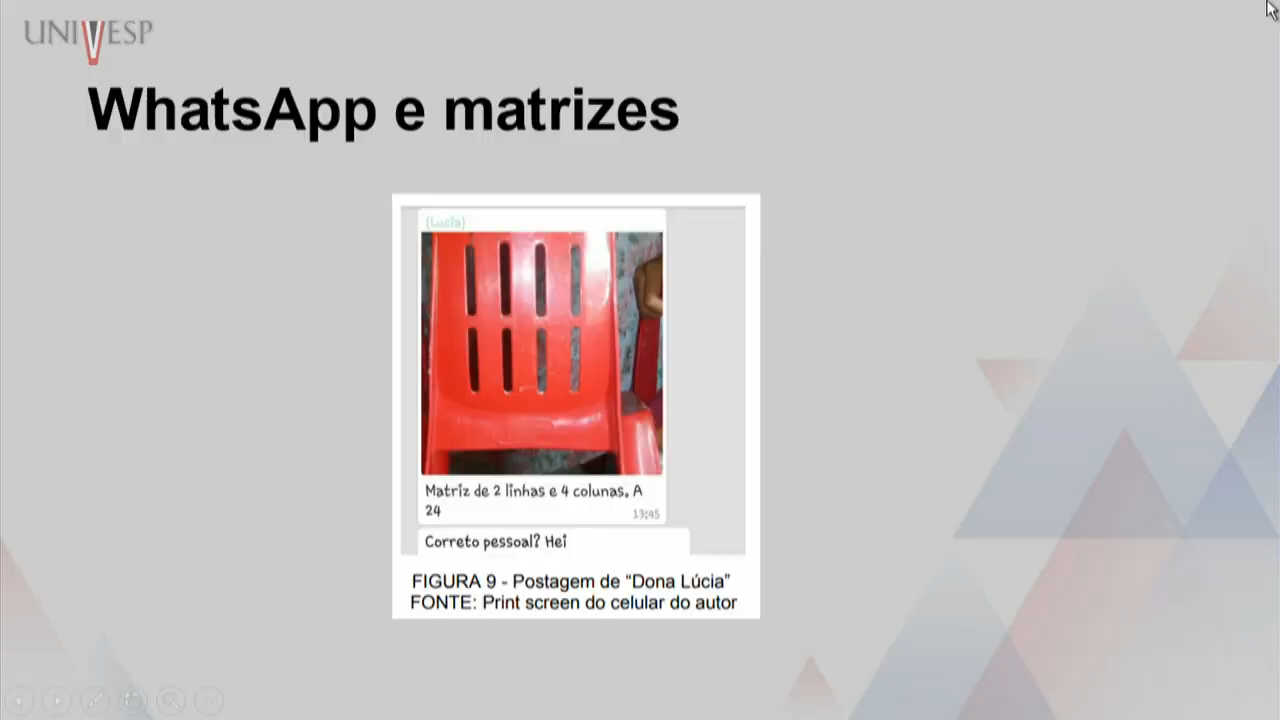 UNIVESP
WhatsApp e matrizes
(Lucia)
Matriz de 2 linhas e 4 colunas. A
24
13:45
Correto pessoal? Hei
FIGURA 9 - Postagem de “Dona Lúcia”
FONTE: Print screen do celular do autor